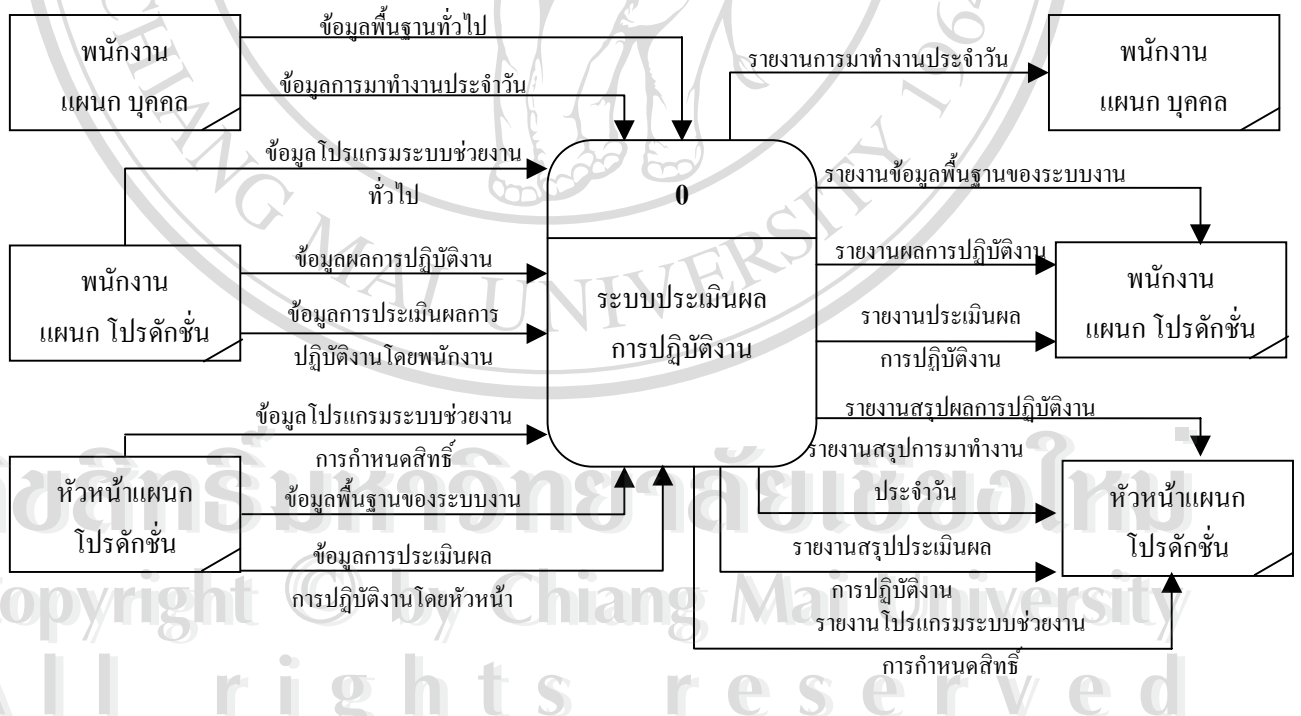 พนักงาน
แผนก บุคคล
ข้อมูลพื้นฐานทั่วไป
ข้อมูลการมาทำงานประจำวัน
รายงานการมาทำงานประจำวัน
พนักงาน
แผนก บุคคล
ข้อมูลโปรแกรมระบบช่วยงาน
ทั่วไป
พนักงาน
แผนก โปรดักชั่น
ข้อมูลผลการปฏิบัติงาน
ข้อมูลการประเมินผลการ
ปฏิบัติงานโดยพนักงาน
0
ระบบประเมินผล
การปฏิบัติงาน
รายงานข้อมูลพื้นฐานของระบบงาน
รายงานผลการปฏิบัติงาน
รายงานประเมินผล
การปฏิบัติงาน
พนักงาน
แผนก โปรดักชั่น
ข้อมูลโปรแกรมระบบช่วยงาน
การกำหนดสิทธิ์
หัวหน้าแผนก
โปรดักชั่น
ข้อมูลพื้นฐานของระบบงาน
ข้อมูลการประเมินผล
การปฏิบัติงานโดยหัวหน้า
รายงานสรุปผลการปฏิบัติงาน
รายงานสรุปการมาทำงาน
ประจำวัน
รายงานสรุปประเมินผล
การปฏิบัติงาน
รายงานโปรแกรมระบบช่วยงาน
การกำหนดสิทธิ์
หัวหน้าแผนก
โปรดักชั่น
CHIANG MAI UNIVERSITY 1964
ขสิทธิ์มหาวิทยาลัยเชียงใหม่
opyright © by Chiang Mai University
All rights reserved